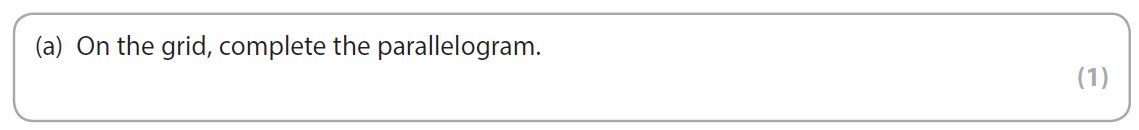 (a) On the grid, complete the parallelogram.
(1)